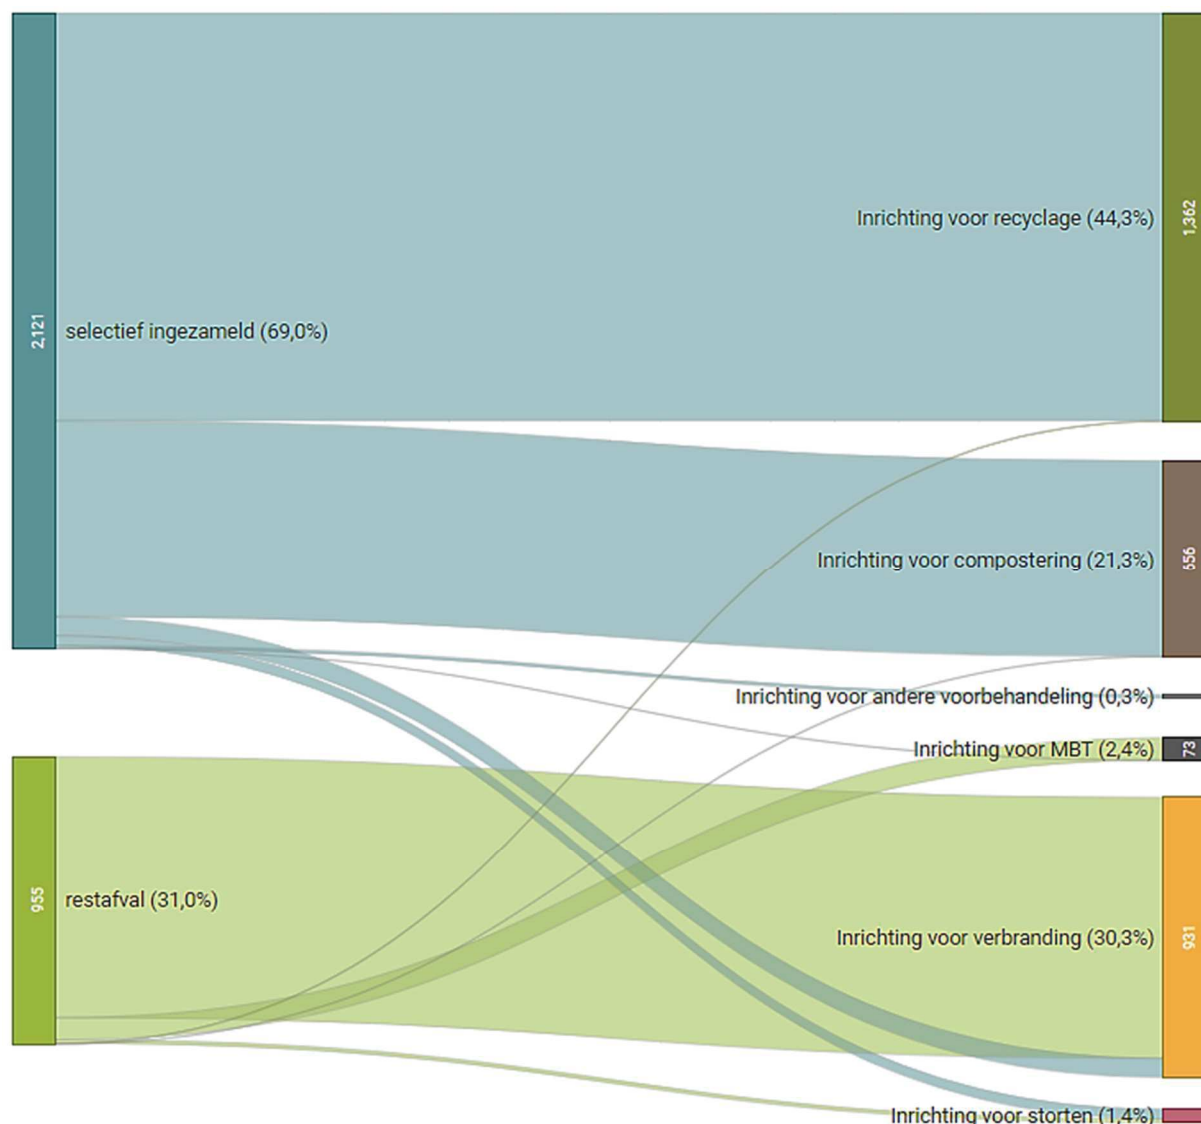 2,121
selectief ingezameld (69,0%)
Inrichting voor recyclage (44,3%)
1,362
Inrichting voor compostering (21,3%)
656
Inrichting voor andere voorbehandeling (0,3%)
Inrichting voor MBT (2,4%)
73
955
restafval (31,0%)
Inrichting voor verbranding (30,3%)
931
Inrichting voor storten (1,4%)